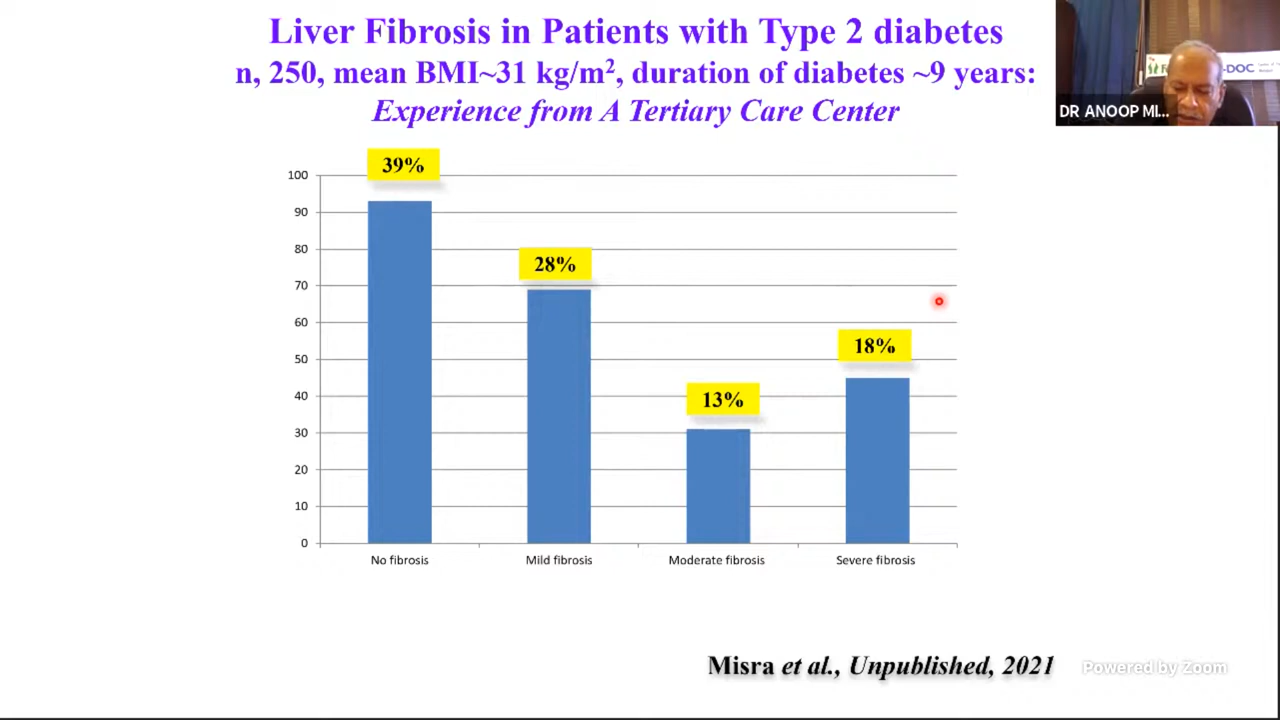 Liver Fibrosis in Patients with Type 2 diabetes
n, 250, mean BMI~31 kg/m², duration of diabetes ~9 years:
Experience from A Tertiary Care Center
-DOC
DR ANOOP MI...
39%
28%
13%
18%
100
90
80
70
60
50
40
30
20
10
0
No fibrosis
Mild fibrosis
Moderate fibrosis
Severe fibrosis
Misra et al., Unpublished, 2021
Powered by Zoom